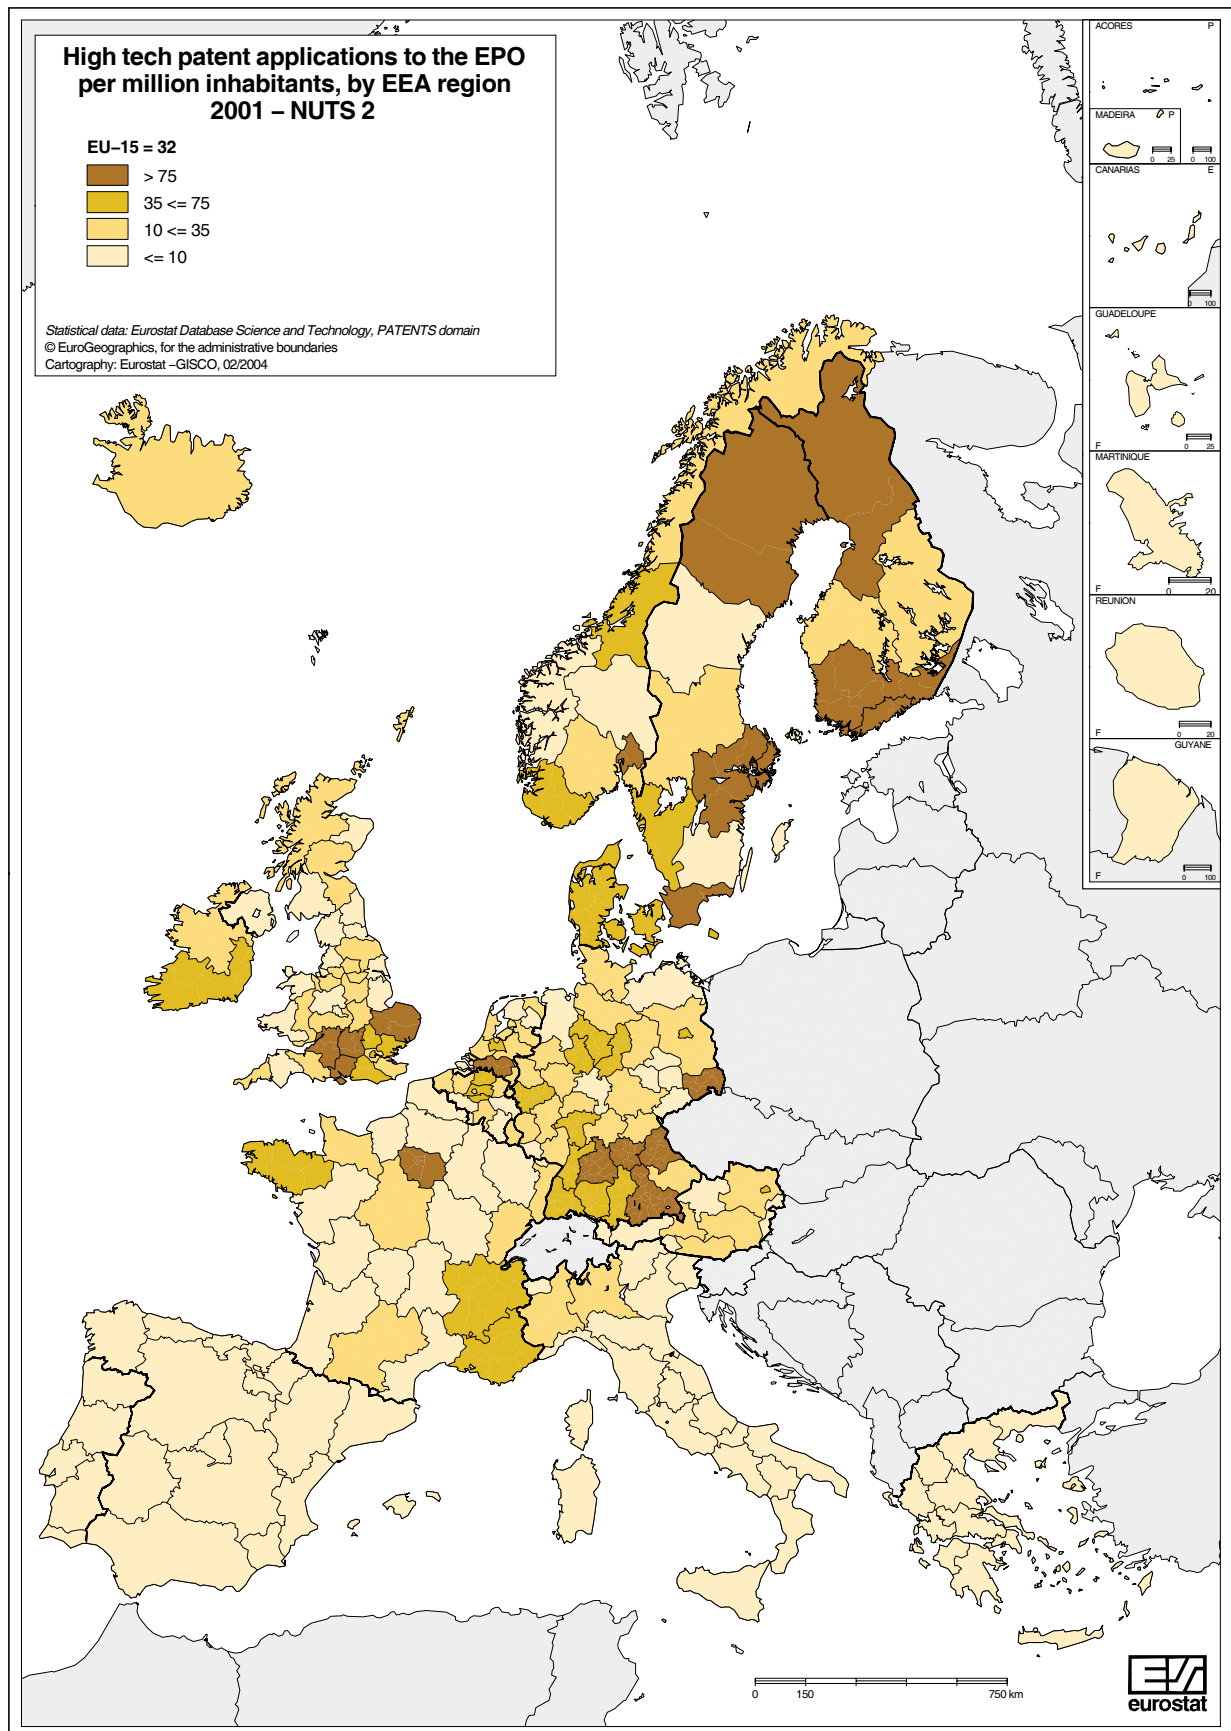 High tech patent applications to the EPO
per million inhabitants, by EEA region
2001 – NUTS 2
EU–15 = 32
> 75
35 <= 75
10 <= 35
<= 10
Statistical data: Eurostat Database Science and Technology, PATENTS domain
© EuroGeographics, for the administrative boundaries
Cartography: Eurostat –GISCO, 02/2004
ACORES P
MADEIRA P
0 25 0 100
CANARIAS E
0 100
GUADELOUPE
F 0 25
MARTINIQUE
F 0 20
REUNION
F 0 20
GUYANE
F 0 100
0 150 750 km
eurostat